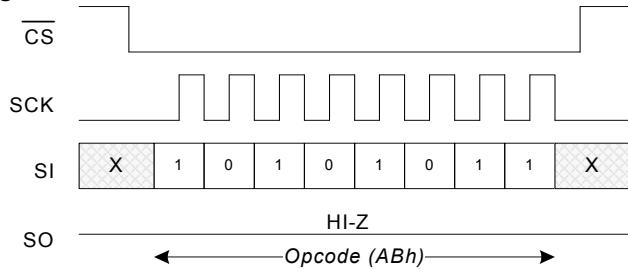 CS
SCK
SI X 1 0 1 0 1 0 1 1 X
HI-Z
SO
Opcode (ABh)